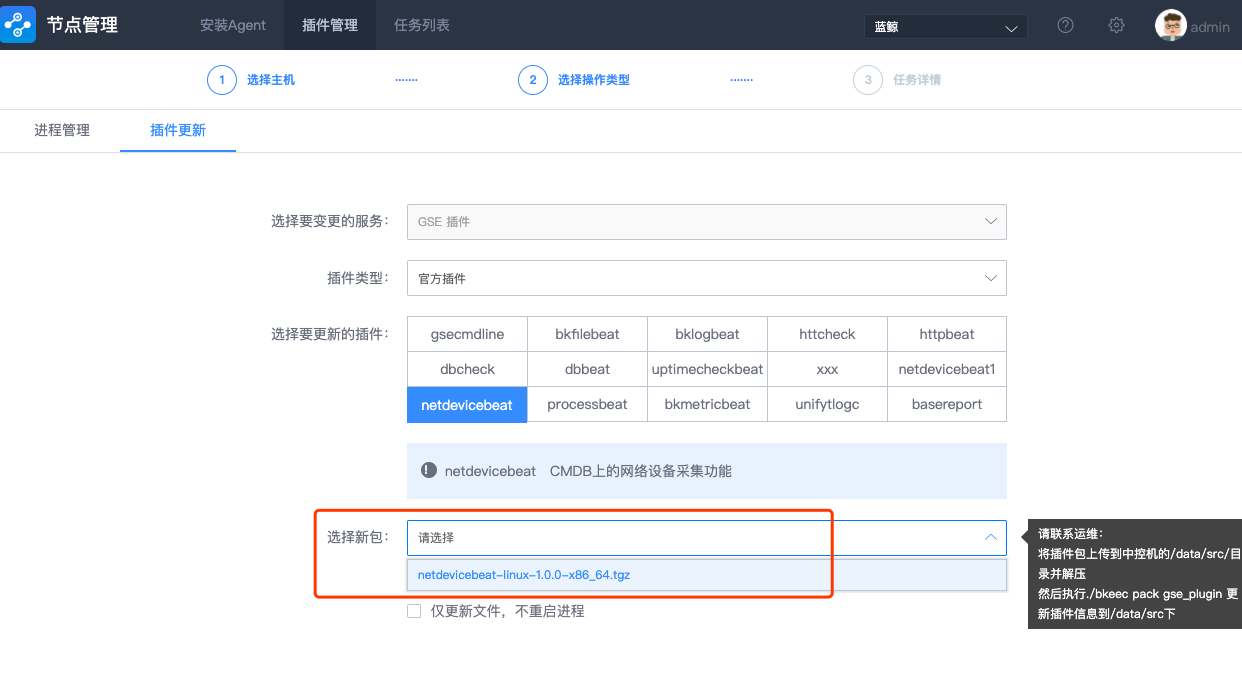 节点管理
安装Agent
插件管理
任务列表
蓝鲸
admin
1 选择主机
.......
2 选择操作类型
.......
3 任务详情
进程管理
插件更新
选择要变更的服务：
GSE 插件
插件类型：
官方插件
选择要更新的插件：
gsecmdline bkfilebeat bklogbeat httcheck httpbeat
dbcheck dbbeat uptimecheckbeat xxx netdevicebeat1
netdevicebeat processbeat bkmetricbeat unifytlogc basereport
netdevicebeat CMDB上的网络设备采集功能
选择新包：
请选择
netdevicebeat-linux-1.0.0-x86_64.tgz
仅更新文件，不重启进程
请联系运维：
将插件包上传到中控机的/data/src/目
录并解压
然后执行./bkeec pack gse_plugin 更
新插件信息到/data/src下